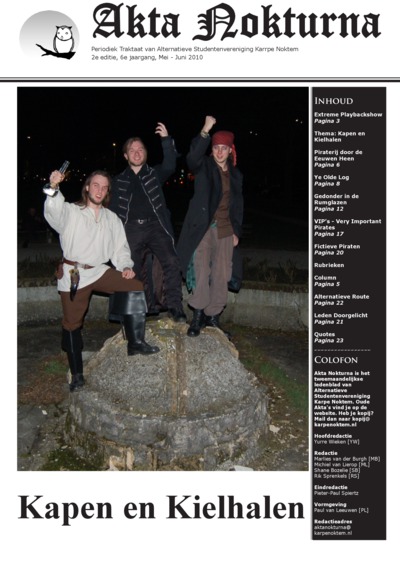 Akta Nokturna
Periodiek Traktaat van Alternatieve Studentenvereniging Karrpe Noktem
2e editie, 6e jaargang, Mei - Juni 2010
Inhoud
Extreme Playbackshow
Pagina 3
Thema: Kapen en
Kielhalen
Piraterij door de
Eeuwen Heen
Pagina 6
Ye Olde Log
Pagina 8
Gedonder in de
Rumglazen
Pagina 12
VIP's - Very Important
Pirates
Pagina 17
Fictieve Piraten
Pagina 20
Rubrieken
Column
Pagina 5
Alternative Route
Pagina 22
Leden Doorgelicht
Pagina 21
Quotes
Pagina 23
Colofon
Akta Nokturna is het
tweemaandelijkse
ledenblad van
Alternatieve
Studentenvereniging
Karpe Noktem. Oude
Akta's vind je op de
website. Heb je kopij?
Mail dan naar kopij@
karpenoktem.nl
Hoofdredactie
Yurre Wieken [YW]
Redactie
Marlies van der Burgh [MB]
Michiel van Lierop [ML]
Shane Bozelie [SB]
Rik Sprenkels [RS]
Eindredactie
Pieter-Paul Spiertz
Vormgeving
Paul van Leeuwen [PL]
Redactieadres
aktanokturna@
karpenoktem.nl
Kapen en Kielhalen